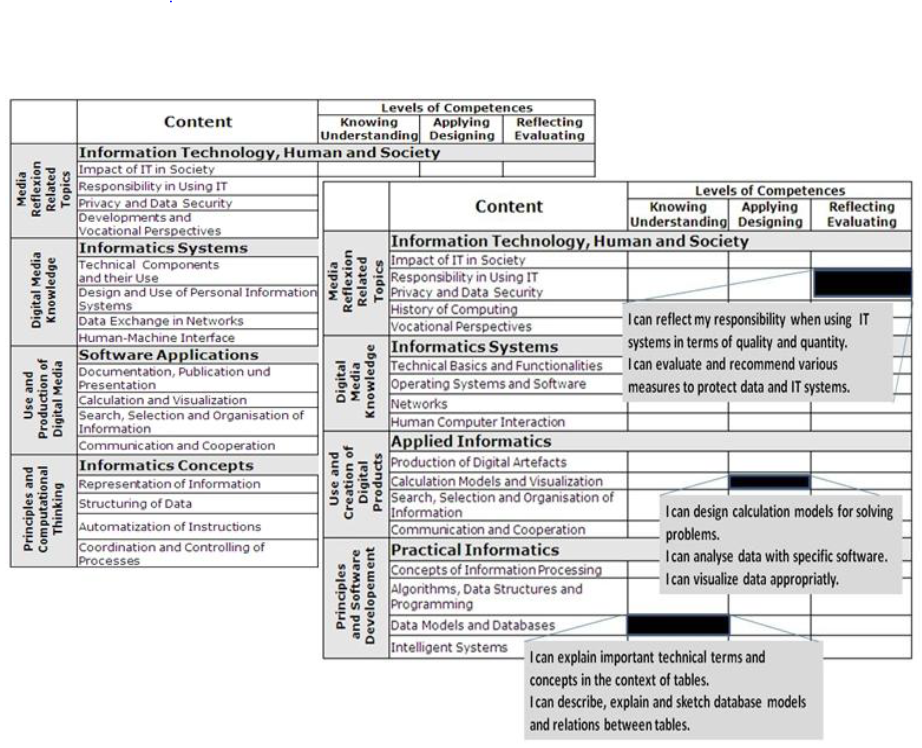 Content
Levels of Competences
Knowing
Understanding
Applying
Designing
Reflecting
Evaluating
Media
Reflexion
Related
Topics
Information Technology, Human and Society
Impact of IT in Society
Responsibility in Using IT
Privacy and Data Security
Developments and
Vocational Perspectives
Digital Media
Knowledge
Informatics Systems
Technical Components
and their Use
Design and Use of Personal Information
Systems
Data Exchange in Networks
Human-Machine Interface
Use and
Production of
Digital Media
Software Applications
Documentation, Publication und
Presentation
Calculation and Visualization
Search, Selection and Organisation of
Information
Communication and Cooperation
Principles and
Computational
Thinking
Informatics Concepts
Representation of Information
Structuring of Data
Automatization of Instructions
Coordination and Controlling of
Processes
Content
Levels of Competences
Knowing
Understanding
Applying
Designing
Reflecting
Evaluating
Media
Reflexion
Related
Topics
Information Technology, Human and Society
Impact of IT in Society
Responsibility in Using IT
Privacy and Data Security
History of Computing
Vocational Perspectives
I can reflect my responsibility when using IT
systems in terms of quality and quantity.
I can evaluate and recommend various
measures to protect data and IT systems.
Digital
Media
Knowledge
Informatics Systems
Technical Basics and Functionalities
Operating Systems and Software
Networks
Human Computer Interaction
Use and
Creation of
Digital
Products
Applied Informatics
Production of Digital Artefacts
Calculation Models and Visualization
Search, Selection and Organisation of
Information
Communication and Cooperation
I can design calculation models for solving
problems.
I can analyse data with specific software.
I can visualize data appropriatly.
Principles
and Software
Developement
Practical Informatics
Concepts of Information Processing
Algorithms, Data Structures and
Programming
Data Models and Databases
Intelligent Systems
I can explain important technical terms and
concepts in the context of tables.
I can describe, explain and sketch database models
and relations between tables.